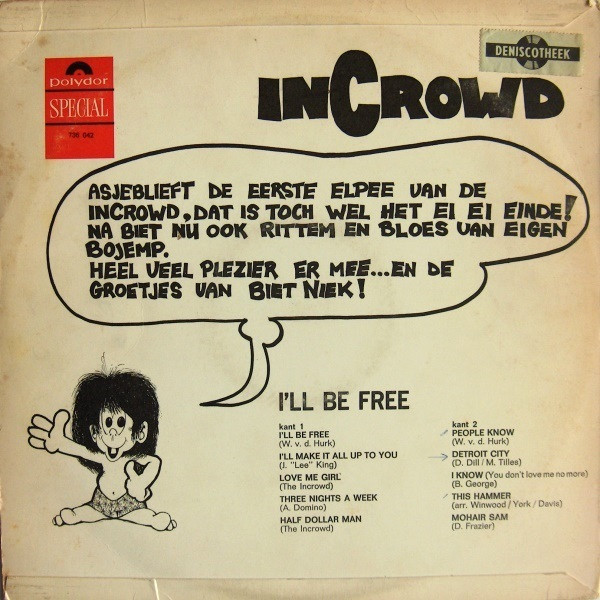 DENISCOTHEEK
polydor
SPECIAL
736 042
INCROWD
ASJEBLIEFT DE EERSTE ELPEE VAN DE
INCROWD, DAT IS TOCH WEL HET EI EI EINDE!
NA BIET NU OOK RITTEM EN BLOES VAN EIGEN
BOJEMP.
HEEL VEEL PLEZIER ER MEE...EN DE
GROETJES VAN BIET NIEK!
I'LL BE FREE
kant 1
I'LL BE FREE
(W. v. d. Hurk)
I'LL MAKE IT ALL UP TO YOU
(J. "Lee" King)
LOVE ME GIRL
(The Incrowd)
THREE NIGHTS A WEEK
(A. Domino)
HALF DOLLAR MAN
(The Incrowd)
kant 2
PEOPLE KNOW
(W. v. d. Hurk)
DETROIT CITY
(D. Dill / M. Tilles)
I KNOW (You don't love me no more)
(B. George)
THIS HAMMER
(arr. Winwood / York / Davis)
MOHAIR SAM
(D. Frazier)